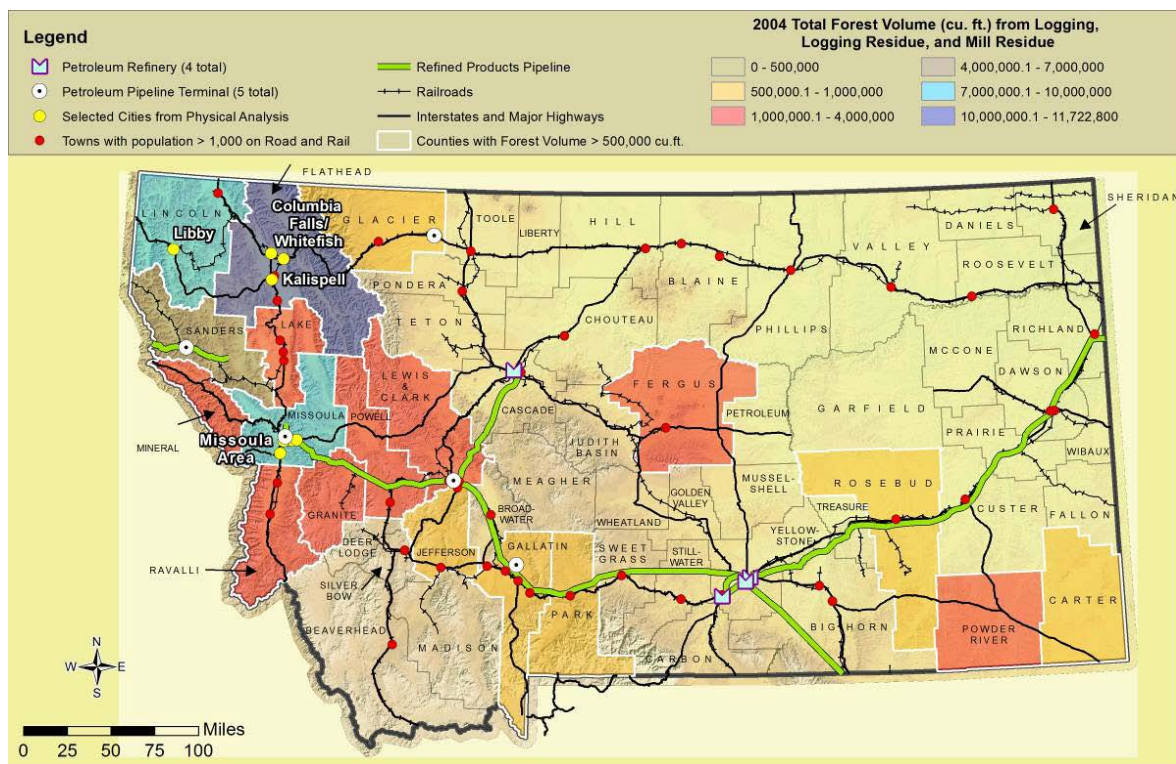 Legend
Petroleum Refinery (4 total)
Petroleum Pipeline Terminal (5 total)
Selected Cities from Physical Analysis
Towns with population > 1,000 on Road and Rail
Refined Products Pipeline
Railroads
Interstates and Major Highways
Counties with Forest Volume > 500,000 cu.ft.
2004 Total Forest Volume (cu. ft.) from Logging,
Logging Residue, and Mill Residue
0 - 500,000
500,000.1 - 1,000,000
1,000,000.1 - 4,000,000
4,000,000.1 - 7,000,000
7,000,000.1 - 10,000,000
10,000,000.1 - 11,722,800
FLATHEAD
LINCOLN
Libby
Columbia
Falls/
Whitefish
Kalispell
GLACIER
TOOLE
LIBERTY
HILL
BLAINE
PHILLIPS
VALLEY
DANIELS
SHERIDAN
ROOSEVELT
PONDERA
TETON
CHOUTEAU
SANDERS
LAKE
LEWIS
&
CLARK
MISSOULA
POWELL
MINERAL
Missoula
Area
CASCADE
JUDITH
BASIN
FERGUS
PETROLEUM
GARFIELD
MCCONE
RICHLAND
DAWSON
PRAIRIE
WIBAUX
MEAGHER
GRANITE
RAVALLI
DEER
LODGE
SILVER
BOW
JEFFERSON
BROAD-
WATER
GALLATIN
WHEATLAND
GOLDEN
VALLEY
MUSSEL-
SHELL
SWEET
GRASS
STILL-
WATER
YELLOW-
STONE
TREASURE
ROSEBUD
CUSTER
FALLON
BEAVERHEAD
MADISON
PARK
CARBON
BIG HORN
POWDER
RIVER
CARTER
N
W E
S
Miles
0 25 50 75 100